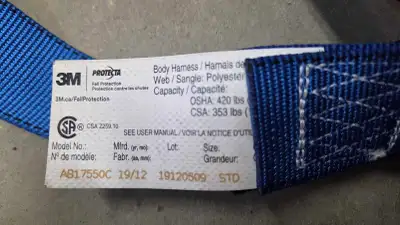 3M PROTECTA
Fall Protection
Protection contre les chutes
3M.ca/FallProtection
Body Harness / Harnais de
Web / Sangle: Polyester
Capacity / Capacité:
OSHA: 420 lbs
CSA: 353 lbs
CSA Z259.10
SEE USER MANUAL / VOIR LA NOTICE D'UTIL
Model No.: Mfrd. (yr, mo): Lot: Size:
Nº de modèle: Fabr. (aa, mm): Grandeur:
AB17550C 19/12 19120509 STD